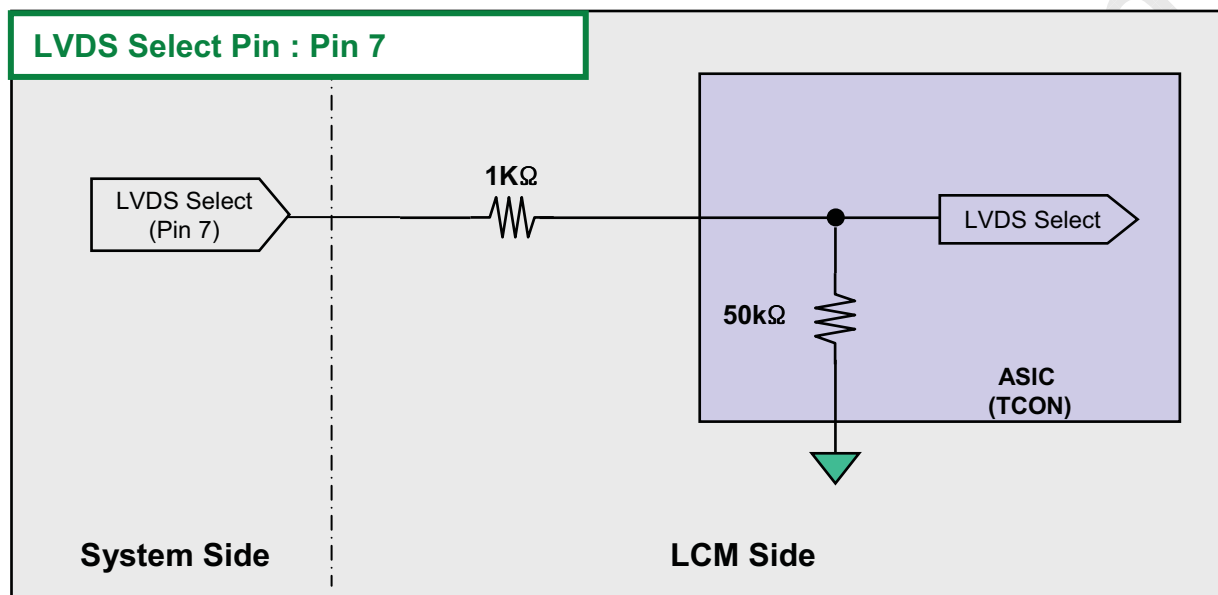 LVDS Select Pin : Pin 7
LVDS Select
(Pin 7)
1KΩ
LVDS Select
50kΩ
ASIC
(TCON)
System Side
LCM Side